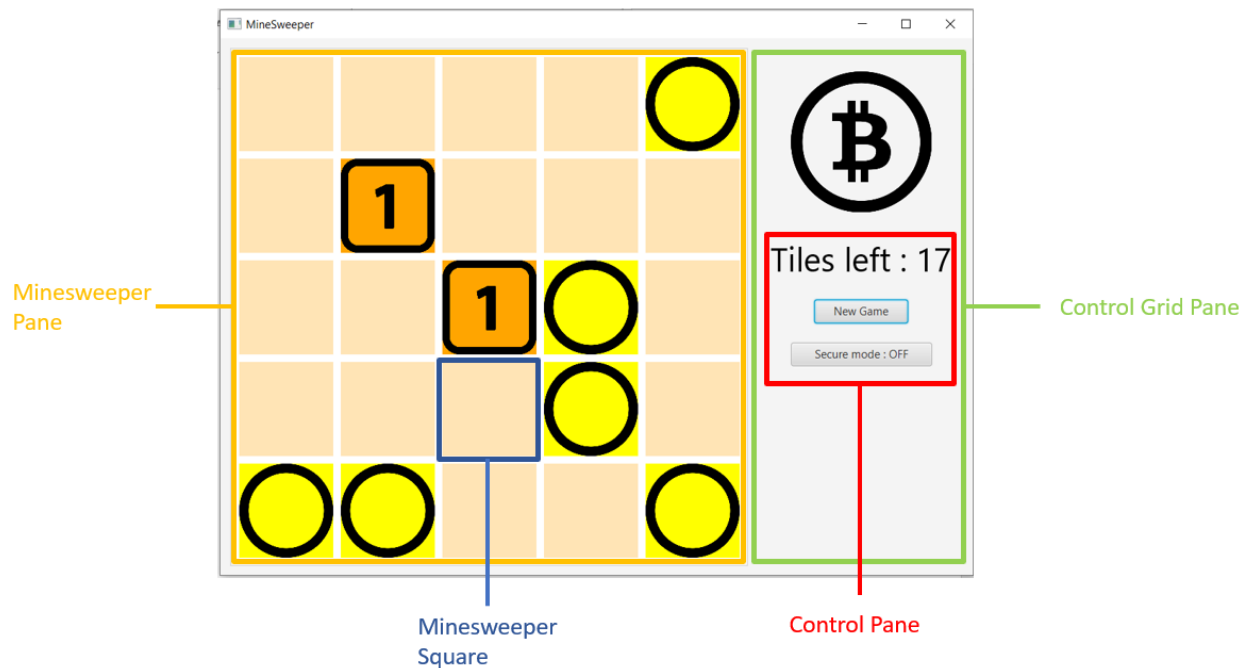 MineSweeper
1
1
Tiles left : 17
New Game
Secure mode : OFF
Minesweeper
Pane
Control Grid Pane
Minesweeper
Square
Control Pane